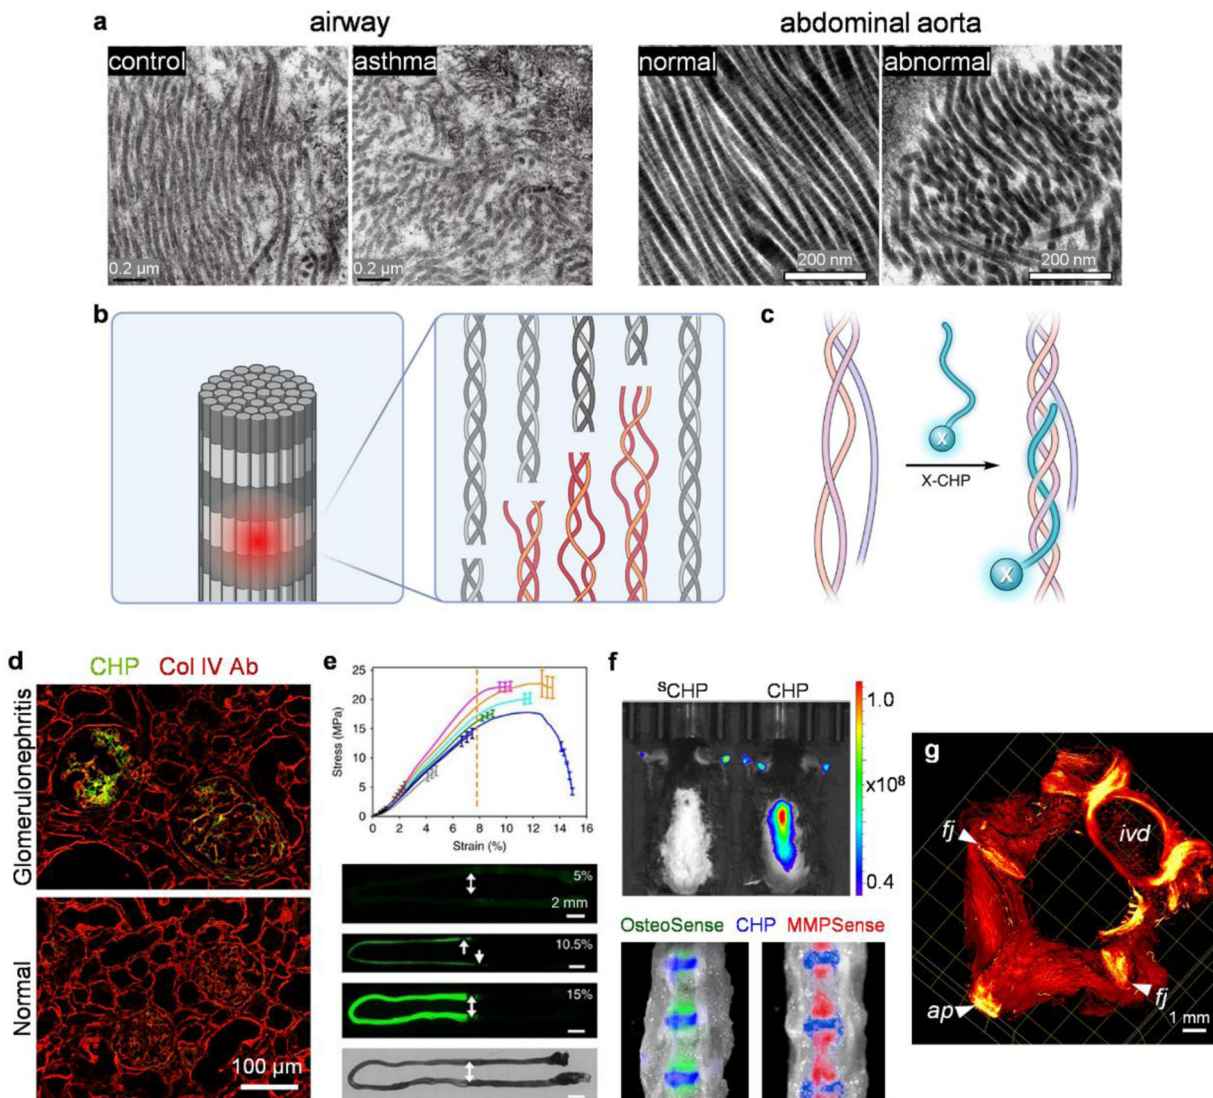 a airway abdominal aorta
control asthma normal abnormal
0.2 µm 0.2 µm 200 nm 200 nm
b c
X
X-CHP
X
d CHP Col IV Ab
Glomerulonephritis
Normal
100 µm
e
Stress (MPa)
25
20
15
10
5
0
0 2 4 6 8 10 12 14 16
Strain (%)
5%
2 mm
10.5%
15%
f
sCHP CHP
1.0
x10⁸
0.4
OsteoSense CHP MMPSense
g
fj
ivd
ap
fj
1 mm